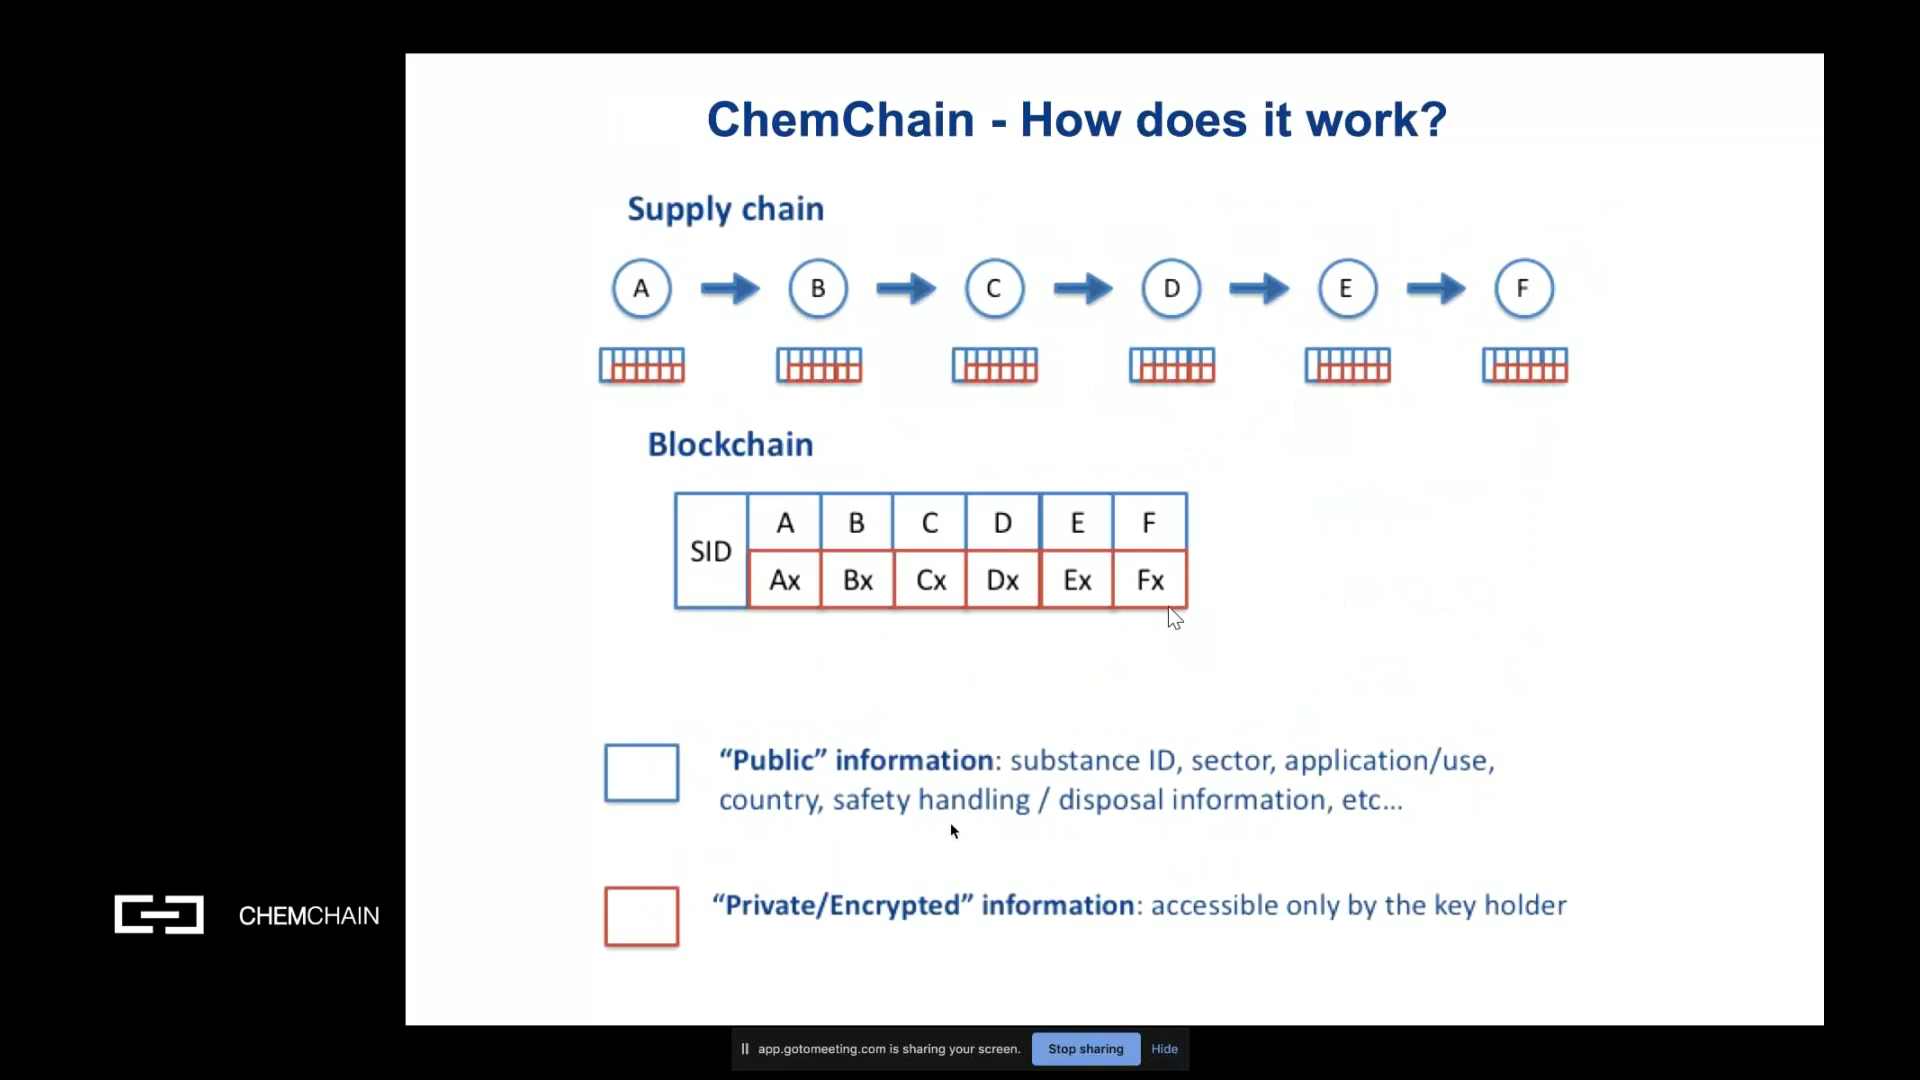 ChemChain - How does it work?
Supply chain
A B C D E F
Blockchain
SID
A B C D E F
Ax Bx Cx Dx Ex Fx
“Public” information: substance ID, sector, application/use,
country, safety handling / disposal information, etc...
“Private/Encrypted” information: accessible only by the key holder
CHEMCHAIN
app.gotomeeting.com is sharing your screen. Stop sharing Hide